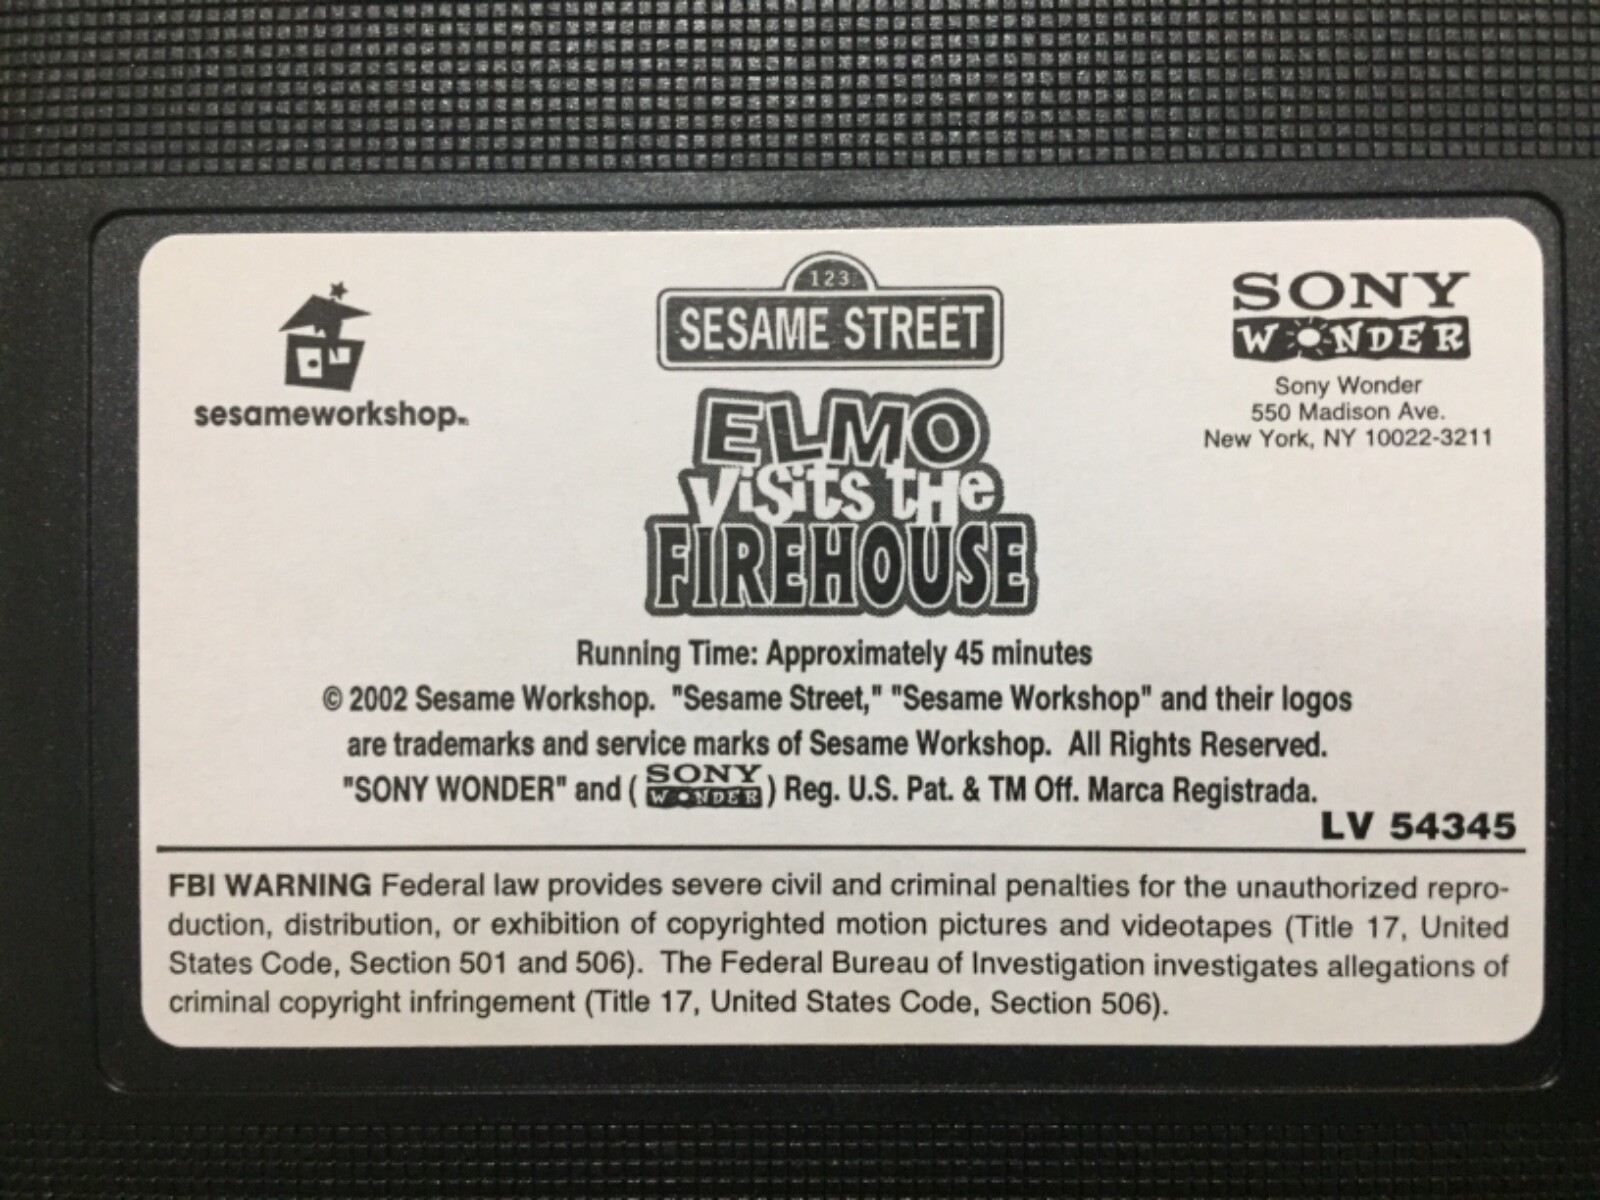 sesameworkshop™
123
SESAME STREET
SONY
WONDER
Sony Wonder
550 Madison Ave.
New York, NY 10022-3211
ELMO
ViSitS tHe
FIREHOUSE
Running Time: Approximately 45 minutes
© 2002 Sesame Workshop. "Sesame Street," "Sesame Workshop" and their logos
are trademarks and service marks of Sesame Workshop. All Rights Reserved.
"SONY WONDER" and ( SONY WONDER ) Reg. U.S. Pat. & TM Off. Marca Registrada.
LV 54345
FBI WARNING Federal law provides severe civil and criminal penalties for the unauthorized repro-
duction, distribution, or exhibition of copyrighted motion pictures and videotapes (Title 17, United
States Code, Section 501 and 506). The Federal Bureau of Investigation investigates allegations of
criminal copyright infringement (Title 17, United States Code, Section 506).